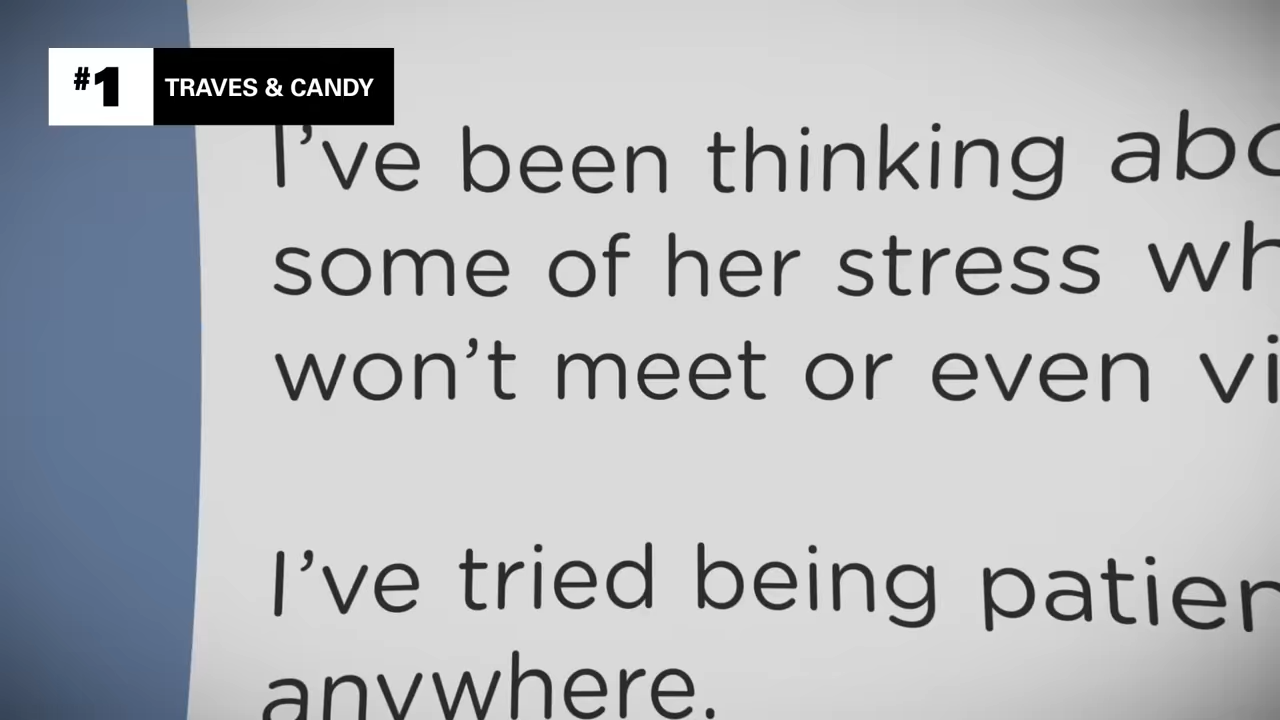 #1 TRAVES & CANDY
I've been thinking
some of her stress
won't meet or even
I've tried being
anywhere.